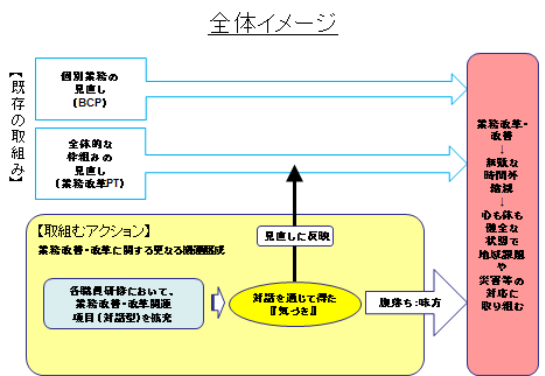 全体イメージ
【既存の取組み】
個別業務の
見直し
(BCP)
全体的な
枠組みの
見直し
(業務改革PT)
見直しの反映
【取組むアクション】
業務改善・改革に関する更なる機運醸成
各職員研修において、
業務改善・改革関連
項目(対話型)を拡充
対話を通じて得た
『気づき』
腹落ち:味方
業務改革・
改善
↓
無駄な
時間外
縮減
↓
心も体も
健全な
状態で
地域課題
や
災害等の
対応に
取り組む